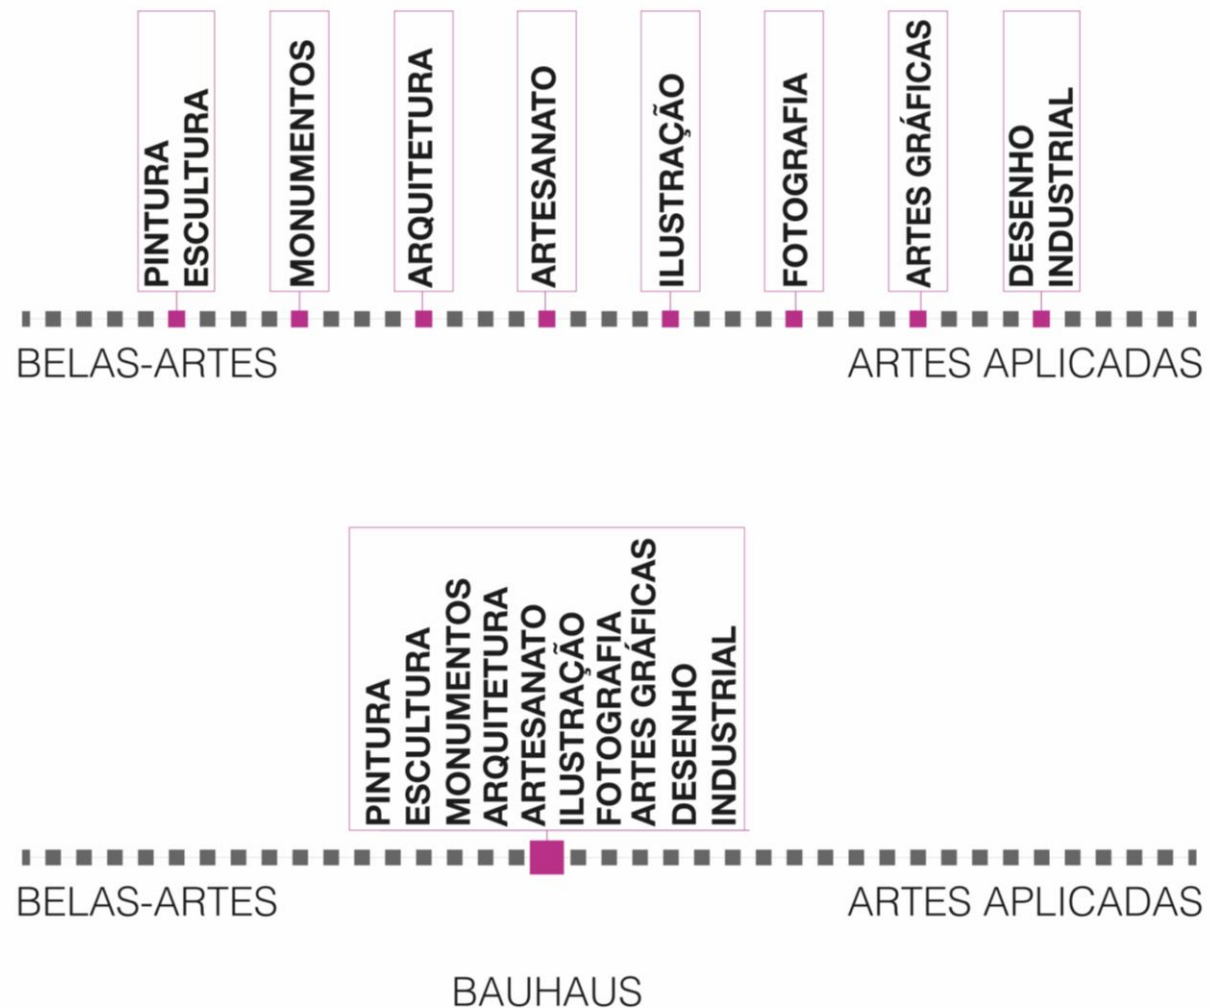 PINTURA
ESCULTURA
MONUMENTOS
ARQUITETURA
ARTESANATO
ILUSTRAÇÃO
FOTOGRAFIA
ARTES GRÁFICAS
DESENHO
INDUSTRIAL
BELAS-ARTES
ARTES APLICADAS
PINTURA
ESCULTURA
MONUMENTOS
ARQUITETURA
ARTESANATO
ILUSTRAÇÃO
FOTOGRAFIA
ARTES GRÁFICAS
DESENHO
INDUSTRIAL
BELAS-ARTES
ARTES APLICADAS
BAUHAUS